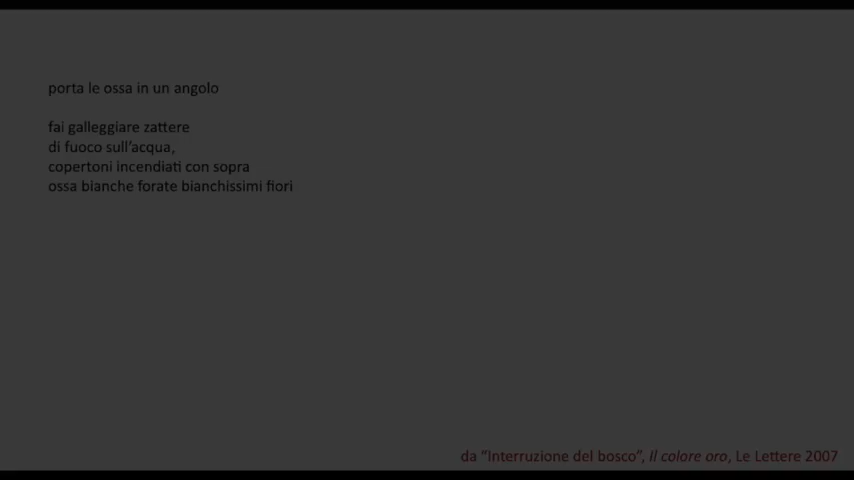 porta le ossa in un angolo
fai galleggiare zattere
di fuoco sull'acqua,
copertoni incendiati con sopra
ossa bianche forate bianchissimi fiori
da "Interruzione del bosco", Il colore oro, Le Lettere 2007